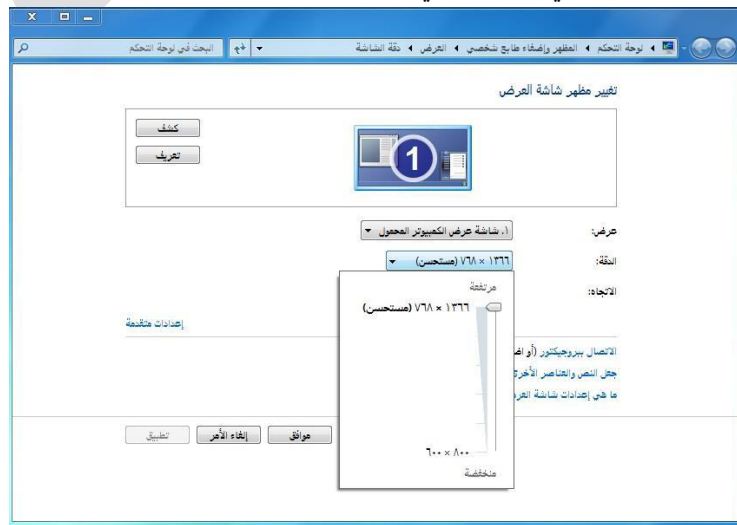 لوحة التحكم ◂ المظهر وإضفاء طابع شخصي ◂ العرض ◂ دقة الشاشة
البحث في لوحة التحكم
تغيير مظهر شاشة العرض
كشف
تعريف
1
عرض:
١. شاشة عرض الكمبيوتر المحمول
الدقة:
١٣٦٦ × ٧٦٨ (مستحسن)
الاتجاه:
مرتفعة
١٣٦٦ × ٧٦٨ (مستحسن)
٨٠٠ × ٦٠٠
منخفضة
إعدادات متقدمة
الاتصال ببروجيكتور (أو
جعل النص والعناصر الأخرى
ما هي إعدادات شاشة
موافق
إلغاء الأمر
تطبيق